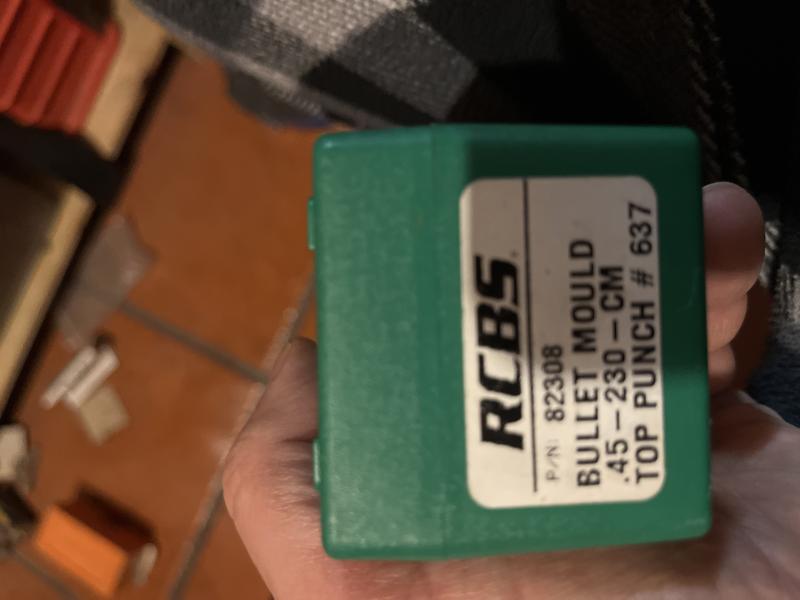 RCBS.
P/N: 82308
BULLET MOULD
.45-230-CM
TOP PUNCH # 637